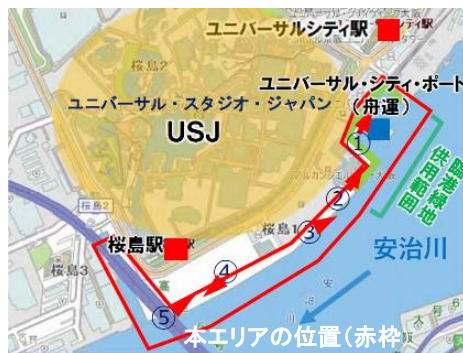 ユニバーサルシティ駅
桜島2
ユニバーサル・シティ・ポート
(舟運)
ユニバーサル・スタジオ・ジャパン
USJ
①
臨港緑地
供用範囲
桜島2
②
桜島1
③
桜島駅
安治川
桜島3
④
⑤
本エリアの位置(赤枠